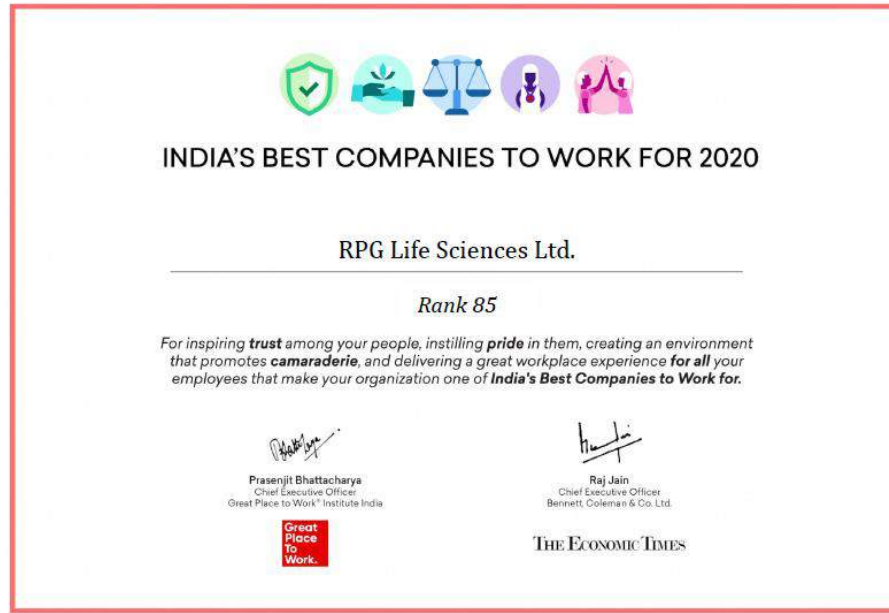 INDIA'S BEST COMPANIES TO WORK FOR 2020
RPG Life Sciences Ltd.
Rank 85
For inspiring trust among your people, instilling pride in them, creating an environment
that promotes camaraderie, and delivering a great workplace experience for all your
employees that make your organization one of India's Best Companies to Work for.
Prasenjit Bhattacharya
Chief Executive Officer
Great Place to Work® Institute India
Great
Place
To
Work.
Raj Jain
Chief Executive Officer
Bennett, Coleman & Co. Ltd.
THE ECONOMIC TIMES